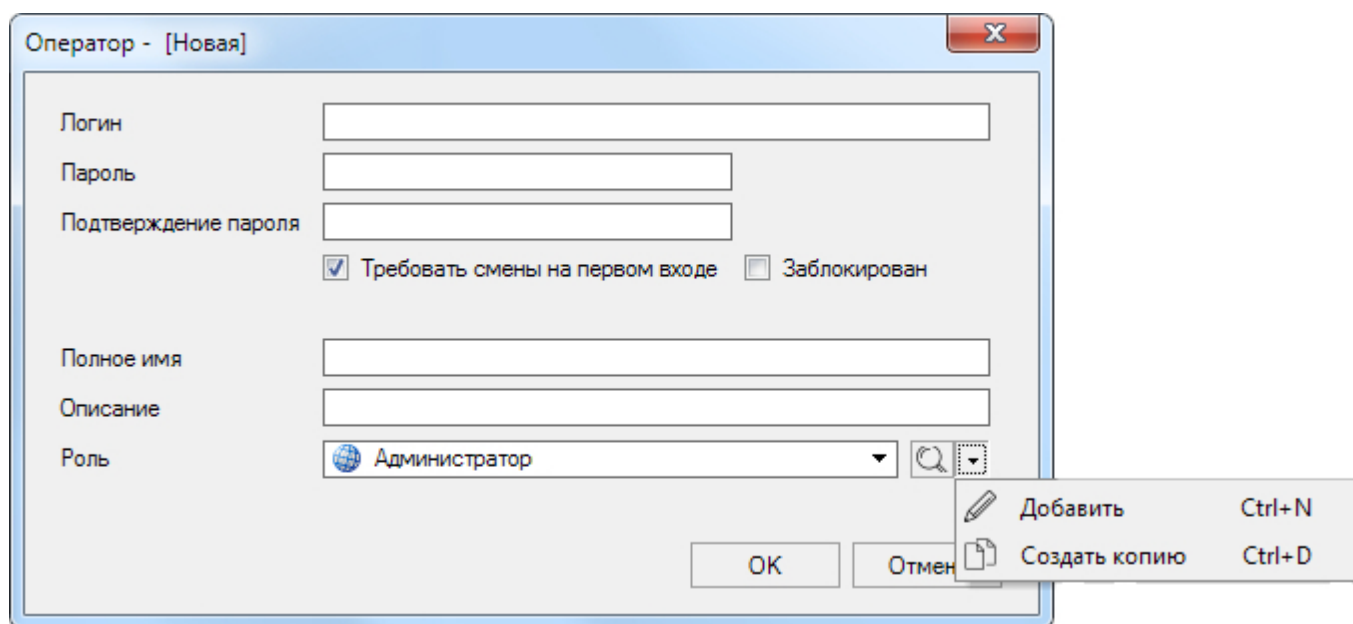 Оператор - [Новая]
Логин
Пароль
Подтверждение пароля
Требовать смены на первом входе Заблокирован
Полное имя
Описание
Роль Администратор
Добавить Ctrl+N
Создать копию Ctrl+D
OK Отмен